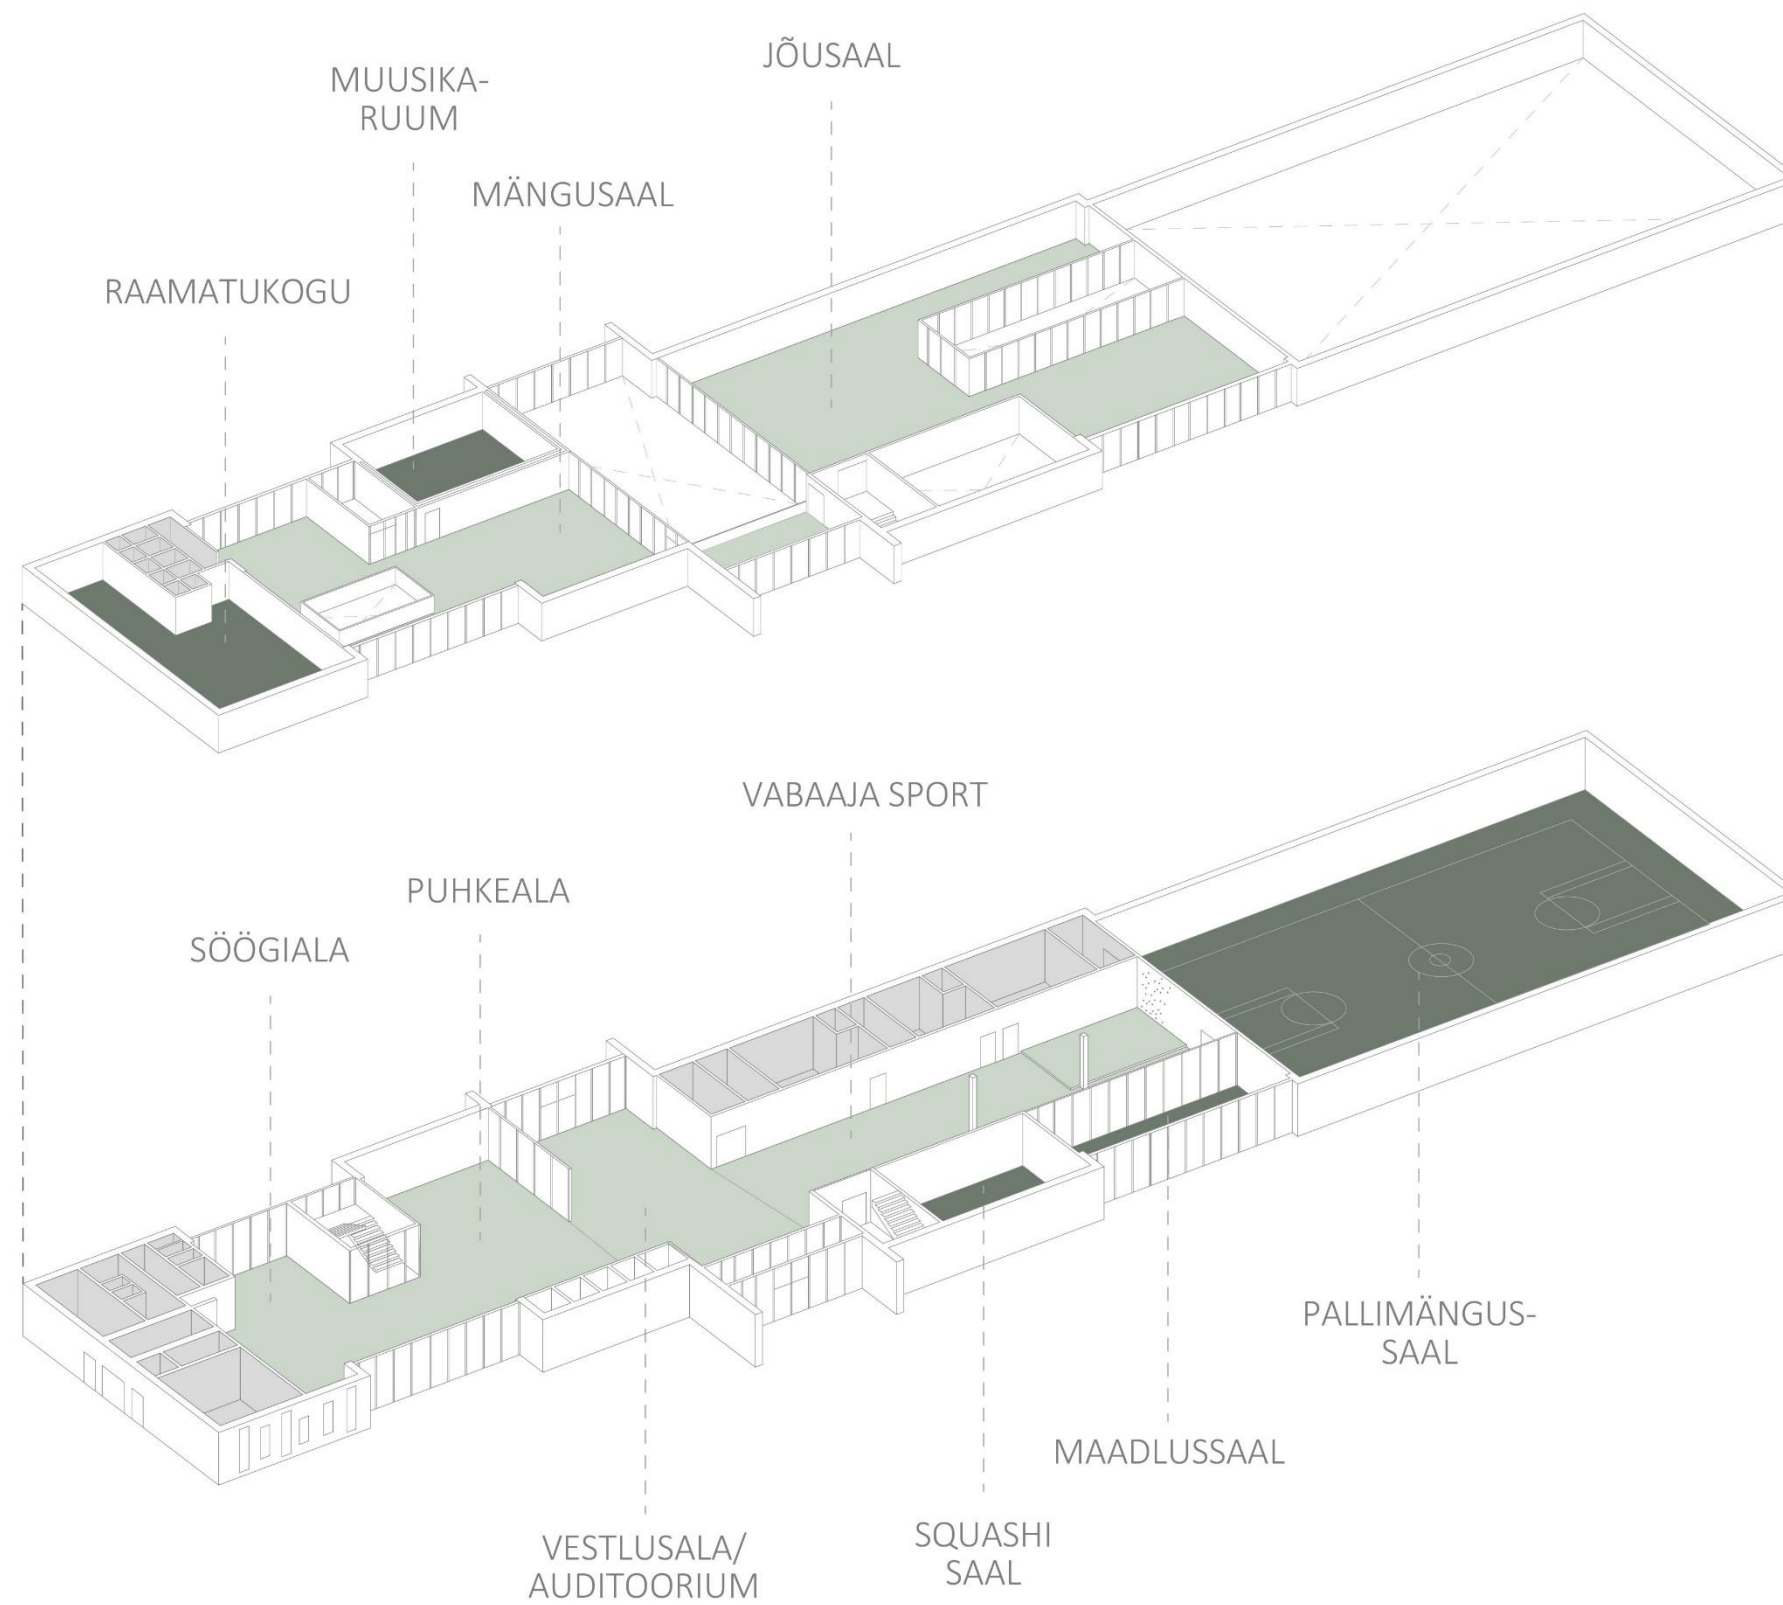 JÕUSAAL
MUUSIKA-
RUUM
MÄNGUSAAL
RAAMATUKOGU
VABAAJA SPORT
PUHKEALA
SÖÖGIALA
PALLIMÄNGUS-
SAAL
MAADLUSSAAL
SQUASHI
SAAL
VESTLUSALA/
AUDITOORIUM